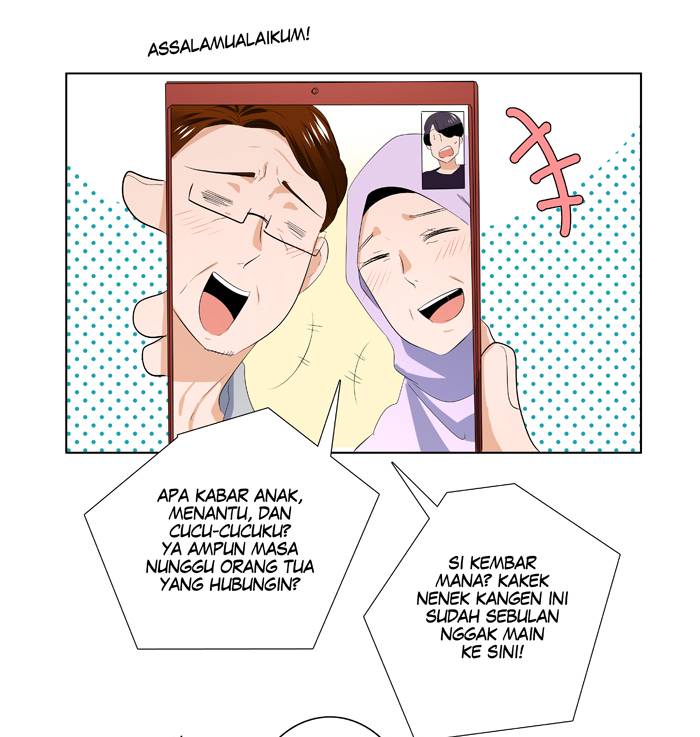 ASSALAMUALAIKUM!
APA KABAR ANAK,
MENANTU, DAN
CUCU-CUCUKU?
YA AMPUN MASA
NUNGGU ORANG TUA
YANG HUBUNGIN?
SI KEMBAR
MANA? KAKEK
NENEK KANGEN INI
SUDAH SEBULAN
NGGAK MAIN
KE SINI!